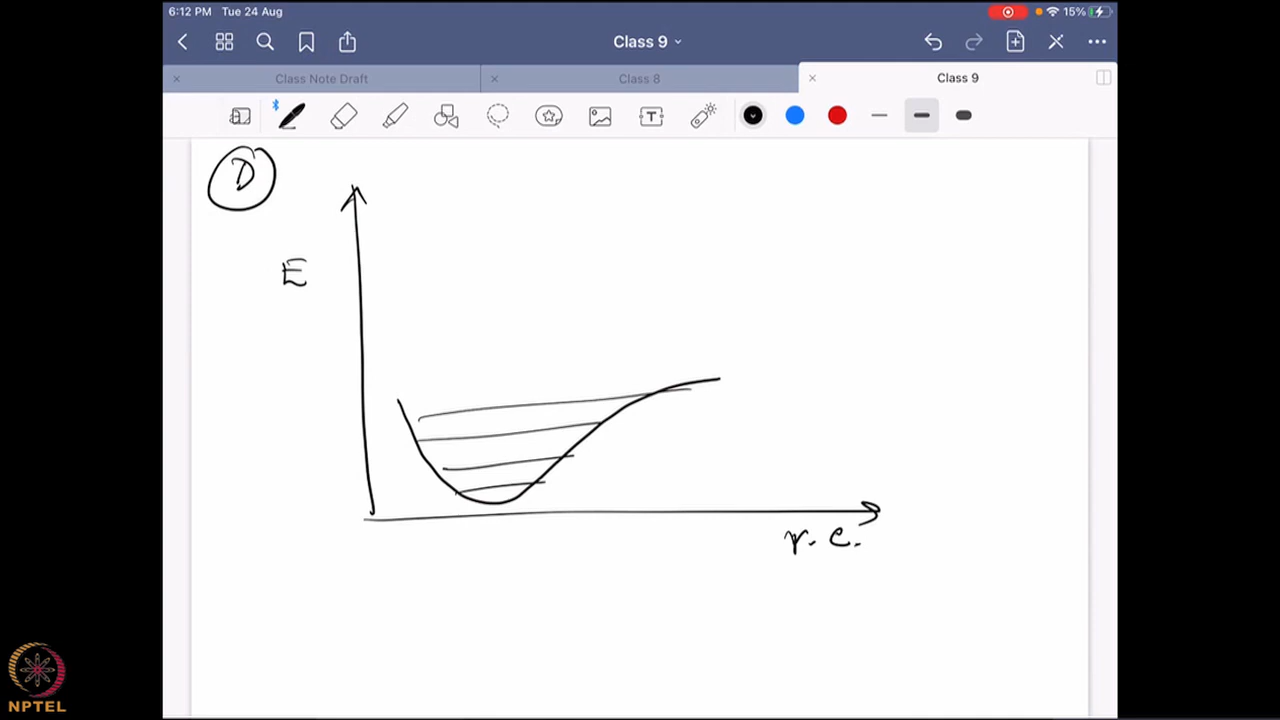 6:12 PM Tue 24 Aug 15%
Class 9
Class Note Draft Class 8 Class 9
T
D
E
r. c.
NPTEL